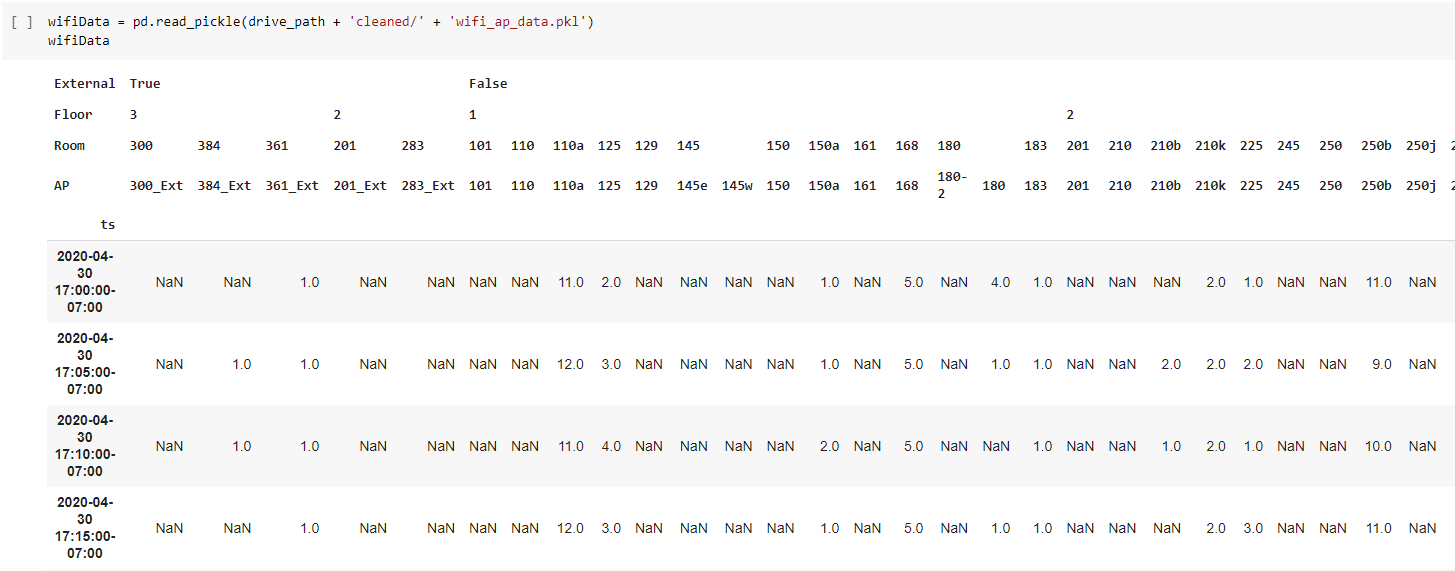 [ ] wifiData = pd.read_pickle(drive_path + 'cleaned/' + 'wifi_ap_data.pkl')
wifiData
External True False
Floor 3 2 1 2
Room 300 384 361 201 283 101 110 110a 125 129 145 150 150a 161 168 180 183 201 210 210b 210k 225 245 250 250b 250j
AP 300_Ext 384_Ext 361_Ext 201_Ext 283_Ext 101 110 110a 125 129 145e 145w 150 150a 161 168 180- 180 183 201 210 210b 210k 225 245 250 250b 250j
2
ts
2020-04-
30
17:00:00- NaN NaN 1.0 NaN NaN NaN NaN 11.0 2.0 NaN NaN NaN NaN 1.0 NaN 5.0 NaN 4.0 1.0 NaN NaN NaN 2.0 1.0 NaN NaN 11.0 NaN
07:00
2020-04-
30
17:05:00- NaN 1.0 1.0 NaN NaN NaN NaN 12.0 3.0 NaN NaN NaN NaN 1.0 NaN 5.0 NaN 1.0 1.0 NaN NaN 2.0 2.0 2.0 NaN NaN 9.0 NaN
07:00
2020-04-
30
17:10:00- NaN 1.0 1.0 NaN NaN NaN NaN 11.0 4.0 NaN NaN NaN NaN 2.0 NaN 5.0 NaN NaN 1.0 NaN NaN 1.0 2.0 1.0 NaN NaN 10.0 NaN
07:00
2020-04-
30
17:15:00- NaN NaN 1.0 NaN NaN NaN NaN 12.0 3.0 NaN NaN NaN NaN 1.0 NaN 5.0 NaN 1.0 1.0 NaN NaN NaN 2.0 3.0 NaN NaN 11.0 NaN
07:00